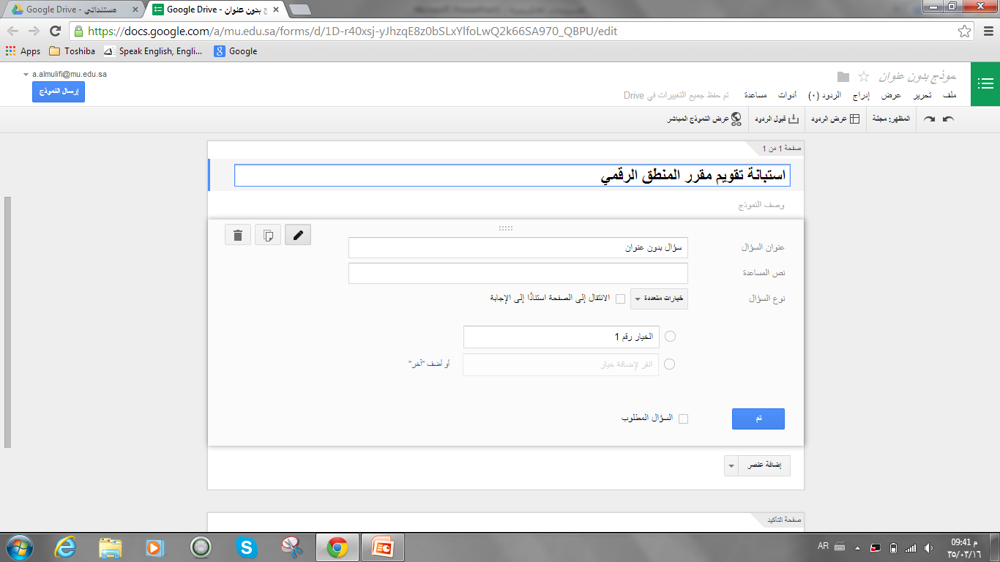 Google Drive - مستنداتي
Google Drive - ج بدون عنوان
https://docs.google.com/a/mu.edu.sa/forms/d/1D-r40xsj-yJhzqE8z0bSLxYlfoLwQ2k66SA970_QBPU/edit
Apps Toshiba Speak English, Engli... Google
a.almulifi@mu.edu.sa
نموذج بدون عنوان
إرسال النموذج
ملف تحرير عرض إدراج الردود (٠) أدوات مساعدة تم حفظ جميع التغييرات في Drive
المظهر: مجلة عرض الردود قبول الردود عرض النموذج المباشر
صفحة 1 من 1
استبانة تقويم مقرر المنطق الرقمي
وصف النموذج
عنوان السؤال سؤال بدون عنوان
نص المساعدة
نوع السؤال خيارات متعددة الانتقال إلى الصفحة استنادًا إلى الإجابة
الخيار رقم 1
انقر لإضافة خيار أو أضف "آخر"
تم السؤال المطلوب
إضافة عنصر
صفحة التأكيد
AR
09:41 م
٣٥/٠٣/١٦